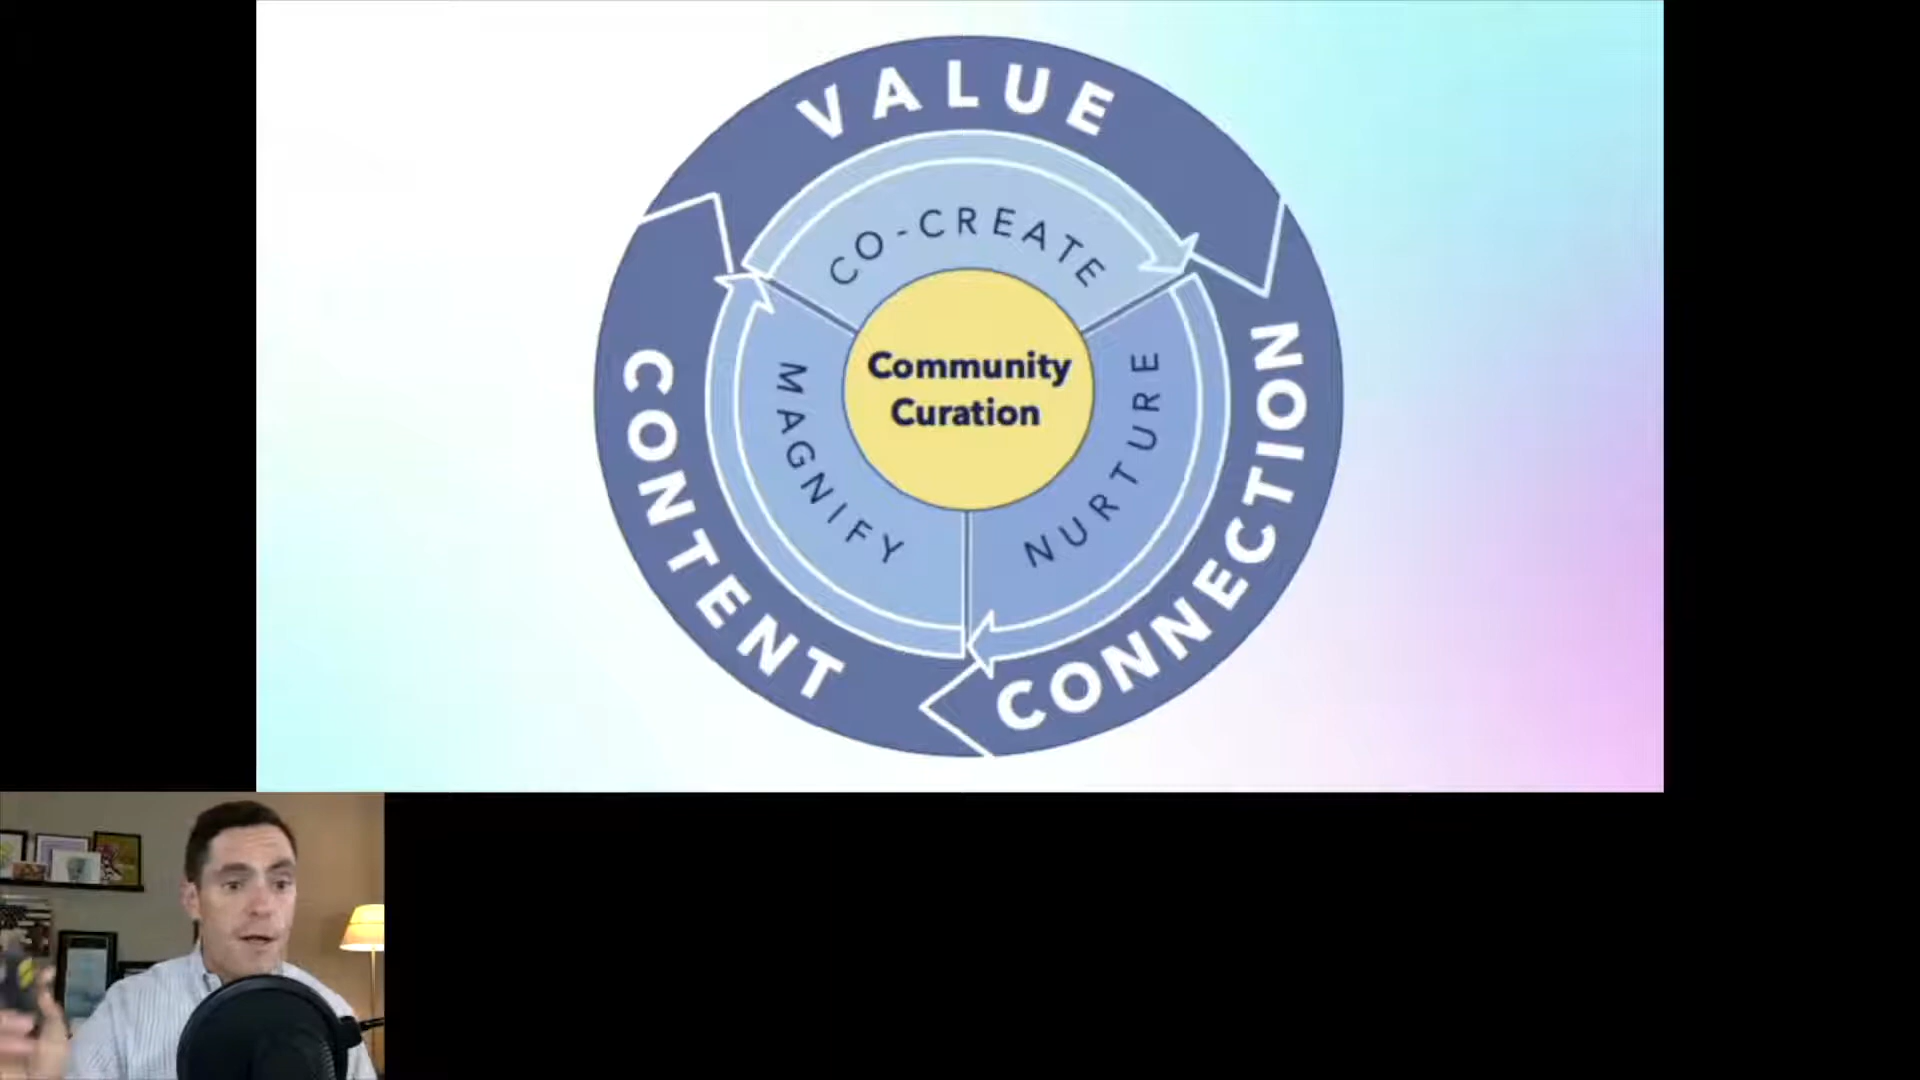 VALUE
CO-CREATE
Community
Curation
MAGNIFY
NURTURE
CONTENT
CONNECTION